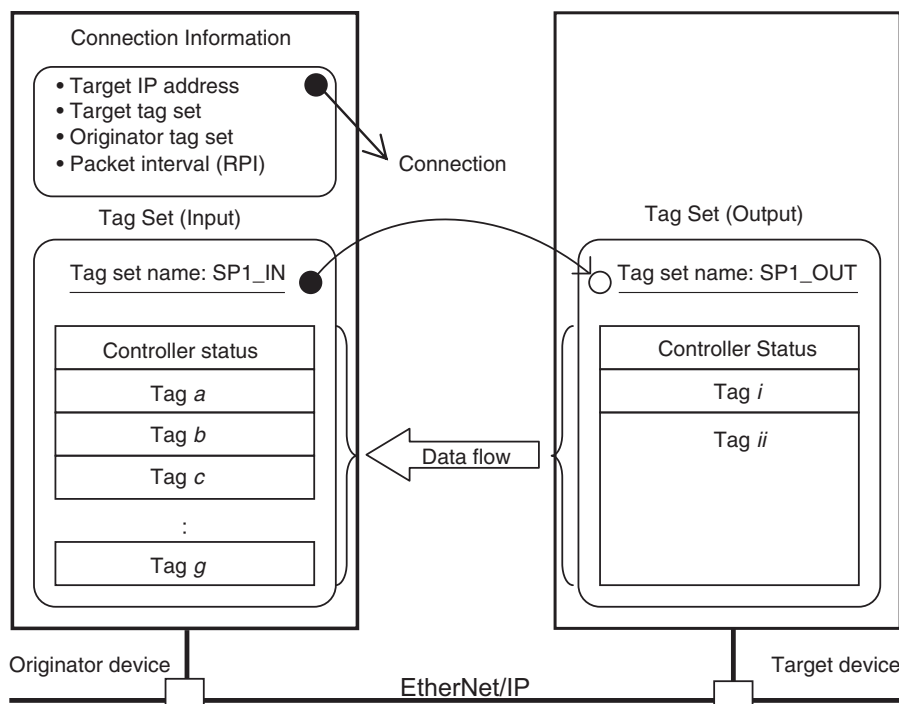 Connection Information
• Target IP address
• Target tag set
• Originator tag set
• Packet interval (RPI)
Connection
Tag Set (Input)
Tag set name: SP1_IN
Controller status
Tag a
Tag b
Tag c
:
Tag g
Data flow
Tag Set (Output)
Tag set name: SP1_OUT
Controller Status
Tag i
Tag ii
Originator device
EtherNet/IP
Target device